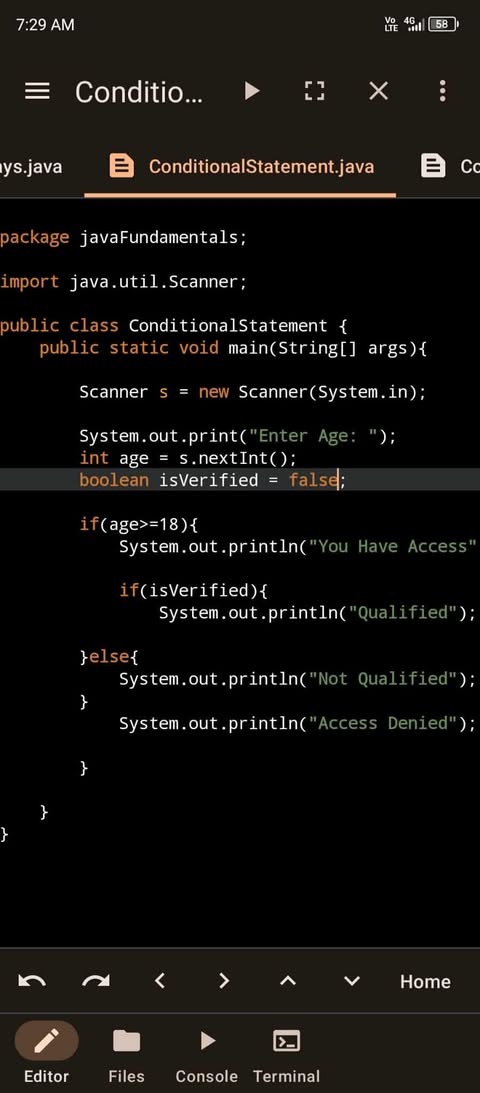 7:29 AM
Vo LTE 4G 58
Conditio...
ays.java
ConditionalStatement.java
Co
package javaFundamentals;
import java.util.Scanner;
public class ConditionalStatement {
    public static void main(String[] args){
        Scanner s = new Scanner(System.in);
        System.out.print("Enter Age: ");
        int age = s.nextInt();
        boolean isVerified = false;
        if(age>=18){
            System.out.println("You Have Access"
            if(isVerified){
                System.out.println("Qualified");
        }else{
            System.out.println("Not Qualified");
        }
            System.out.println("Access Denied");
        }
    }
}
Home
Editor
Files
Console
Terminal